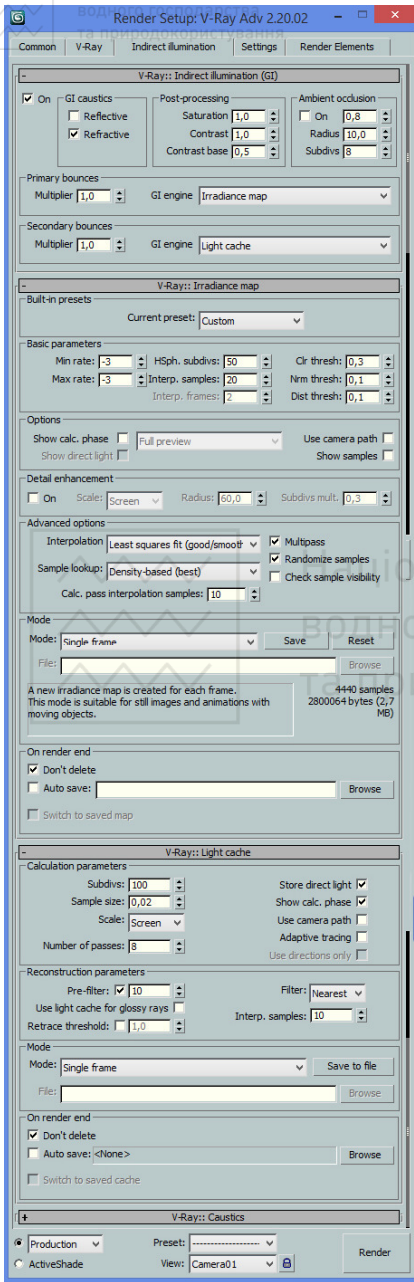 Render Setup: V-Ray Adv 2.20.02
водного господарства
та природокористування
Common V-Ray Indirect illumination Settings Render Elements
V-Ray:: Indirect illumination (GI)
On GI caustics Post-processing Ambient occlusion
Reflective Saturation 1,0 On 0,8
Refractive Contrast 1,0 Radius 10,0
Contrast base 0,5 Subdivs 8
Primary bounces
Multiplier 1,0 GI engine Irradiance map
Secondary bounces
Multiplier 1,0 GI engine Light cache
V-Ray:: Irradiance map
Built-in presets
Current preset: Custom
Basic parameters
Min rate: -3 HSph. subdivs: 50 Clr thresh: 0,3
Max rate: -3 Interp. samples: 20 Nrm thresh: 0,1
Interp. frames: 2 Dist thresh: 0,1
Options
Show calc. phase Full preview Use camera path
Show direct light Show samples
Detail enhancement
On Scale: Screen Radius: 60,0 Subdivs mult. 0,3
Advanced options
Interpolation Least squares fit (good/smooth Multipass
Randomize samples
Sample lookup: Density-based (best) Check sample visibility
Calc. pass interpolation samples: 10
Mode
Mode: Single frame Save Reset
File: Browse
A new irradiance map is created for each frame.
This mode is suitable for still images and animations with
moving objects.
4440 samples
2800064 bytes (2,7
MB)
On render end
Don't delete
Auto save: Browse
Switch to saved map
V-Ray:: Light cache
Calculation parameters
Subdivs: 100 Store direct light
Sample size: 0,02 Show calc. phase
Scale: Screen Use camera path
Adaptive tracing
Number of passes: 8 Use directions only
Reconstruction parameters
Pre-filter: 10 Filter: Nearest
Use light cache for glossy rays Interp. samples: 10
Retrace threshold: 1,0
Mode
Mode: Single frame Save to file
File: Browse
On render end
Don't delete
Auto save: <None> Browse
Switch to saved cache
V-Ray:: Caustics
Production Preset: -------------------
ActiveShade View: Camera01 Render